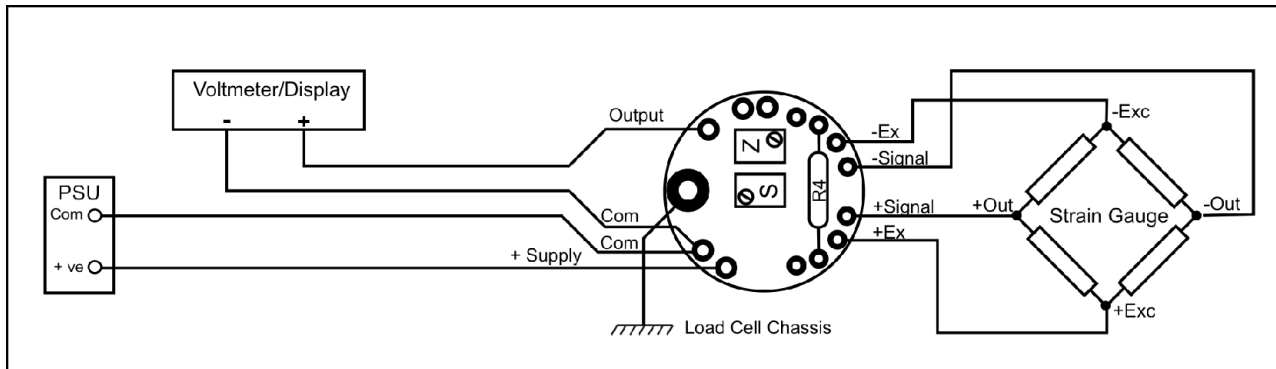 Voltmeter/Display
- +
PSU
Com
+ ve
Output
Com
Com
+ Supply
Load Cell Chassis
Z
S
R4
-Ex
-Signal
+Signal
+Ex
-Exc
+Out
Strain Gauge
-Out
+Exc